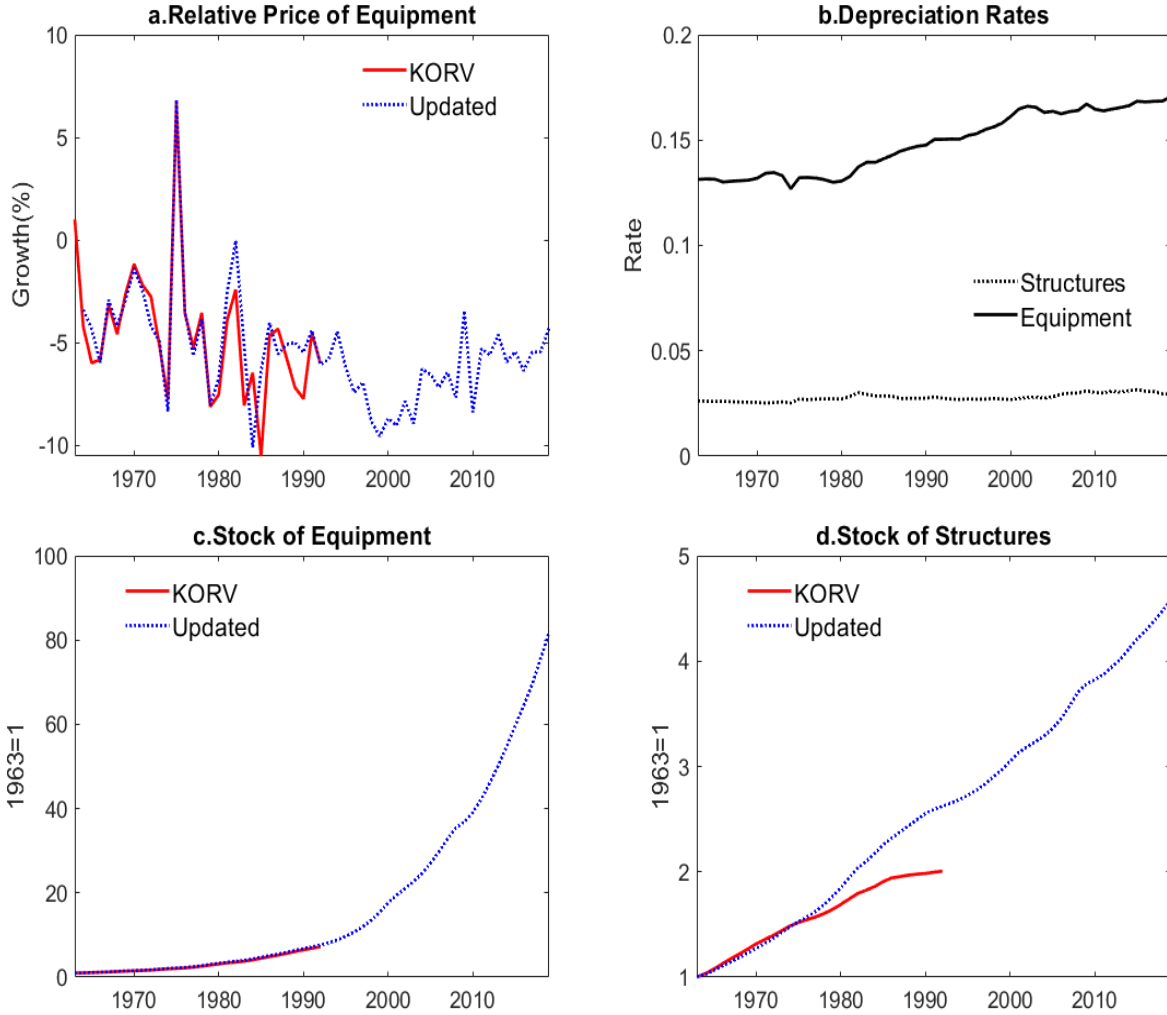 a.Relative Price of Equipment
10
5
0
-5
-10
Growth(%)
KORV
Updated
1970 1980 1990 2000 2010
b.Depreciation Rates
0.2
0.15
0.1
0.05
0
Rate
Structures
Equipment
1970 1980 1990 2000 2010
c.Stock of Equipment
100
80
60
40
20
0
1963=1
KORV
Updated
1970 1980 1990 2000 2010
d.Stock of Structures
5
4
3
2
1
1963=1
KORV
Updated
1970 1980 1990 2000 2010